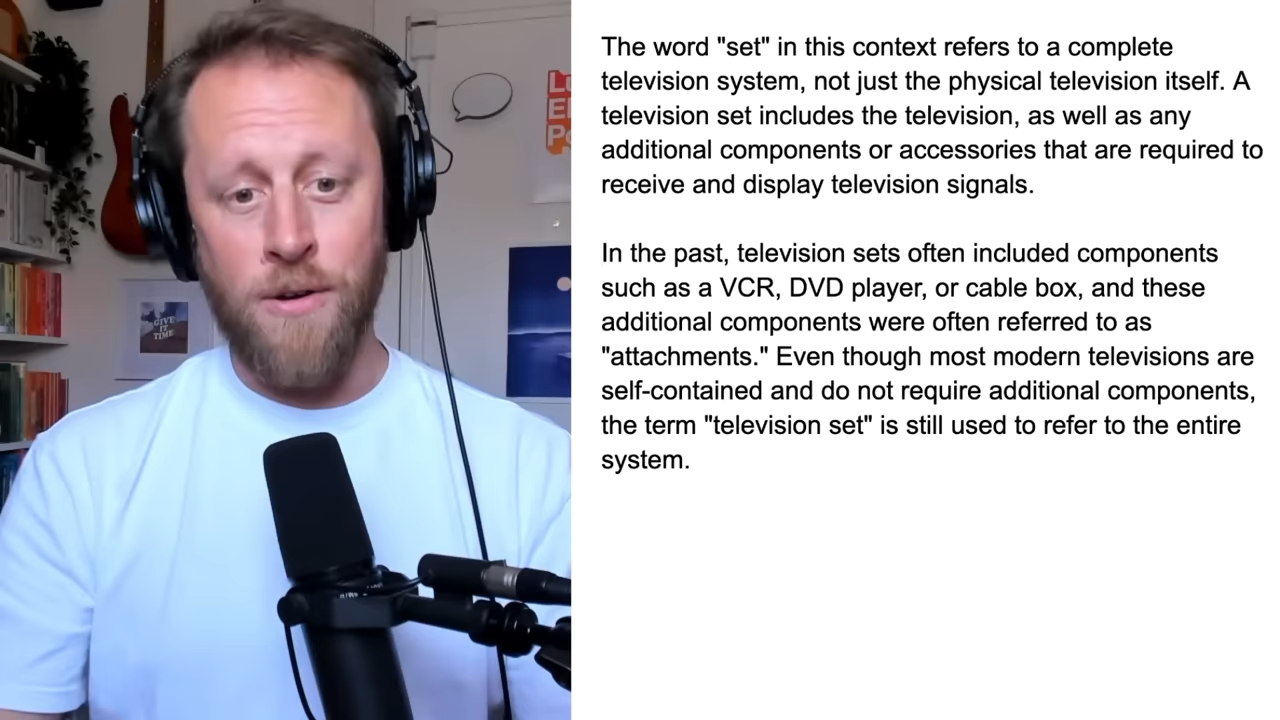 GIVE
IT
TIME
The word "set" in this context refers to a complete
television system, not just the physical television itself. A
television set includes the television, as well as any
additional components or accessories that are required to
receive and display television signals.
In the past, television sets often included components
such as a VCR, DVD player, or cable box, and these
additional components were often referred to as
"attachments." Even though most modern televisions are
self-contained and do not require additional components,
the term "television set" is still used to refer to the entire
system.